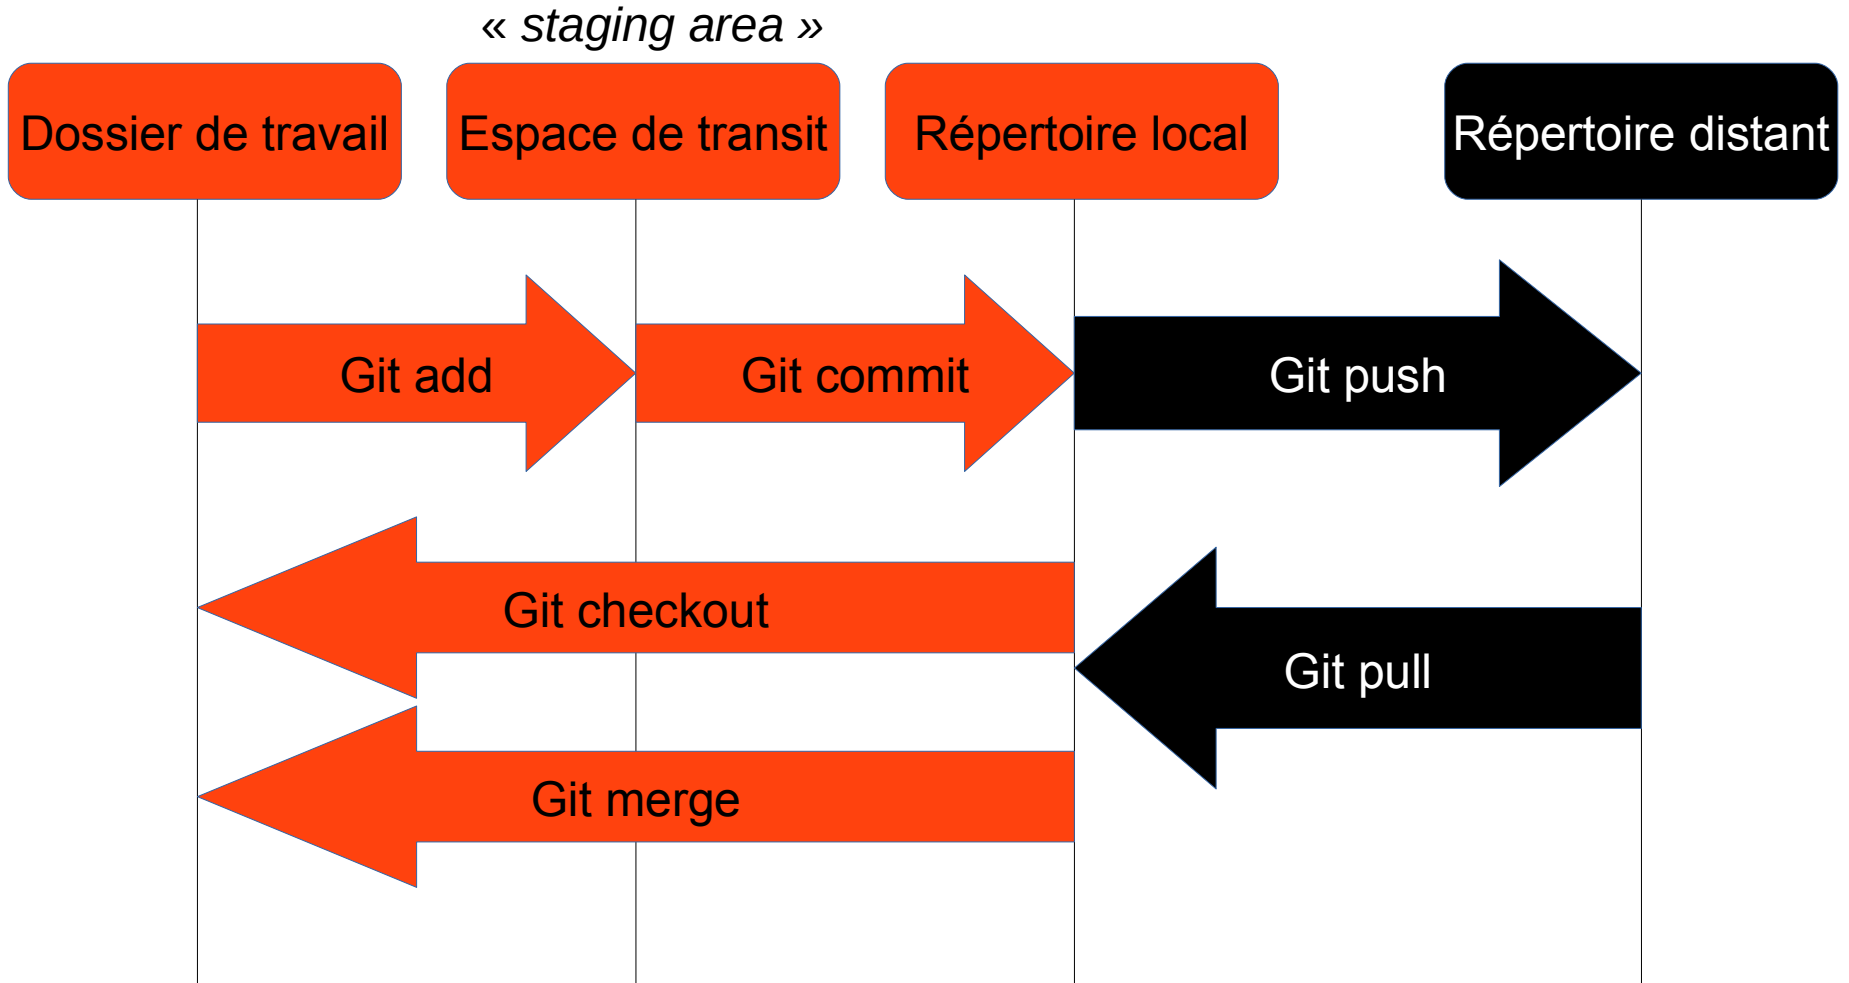 « staging area »
Dossier de travail
Espace de transit
Répertoire local
Répertoire distant
Git add
Git commit
Git push
Git checkout
Git pull
Git merge